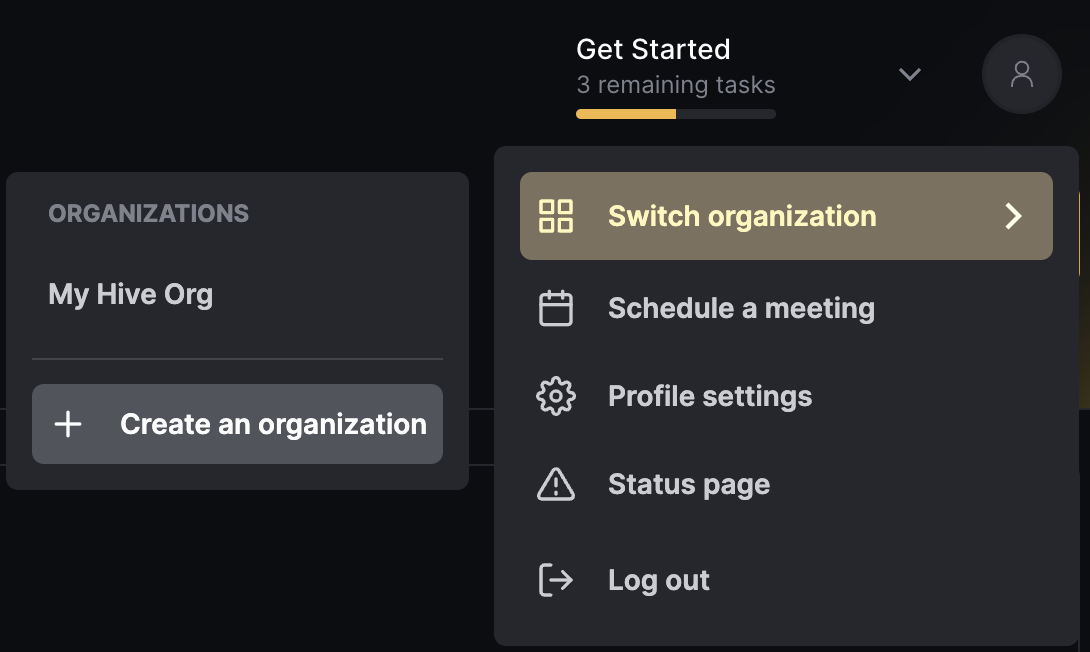 Get Started
3 remaining tasks
ORGANIZATIONS
My Hive Org
Create an organization
Switch organization
Schedule a meeting
Profile settings
Status page
Log out